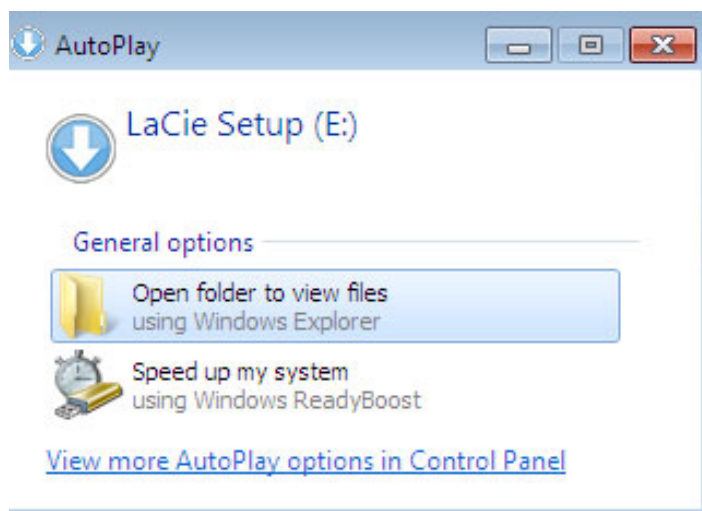 AutoPlay
LaCie Setup (E:)
General options
Open folder to view files
using Windows Explorer
Speed up my system
using Windows ReadyBoost
View more AutoPlay options in Control Panel